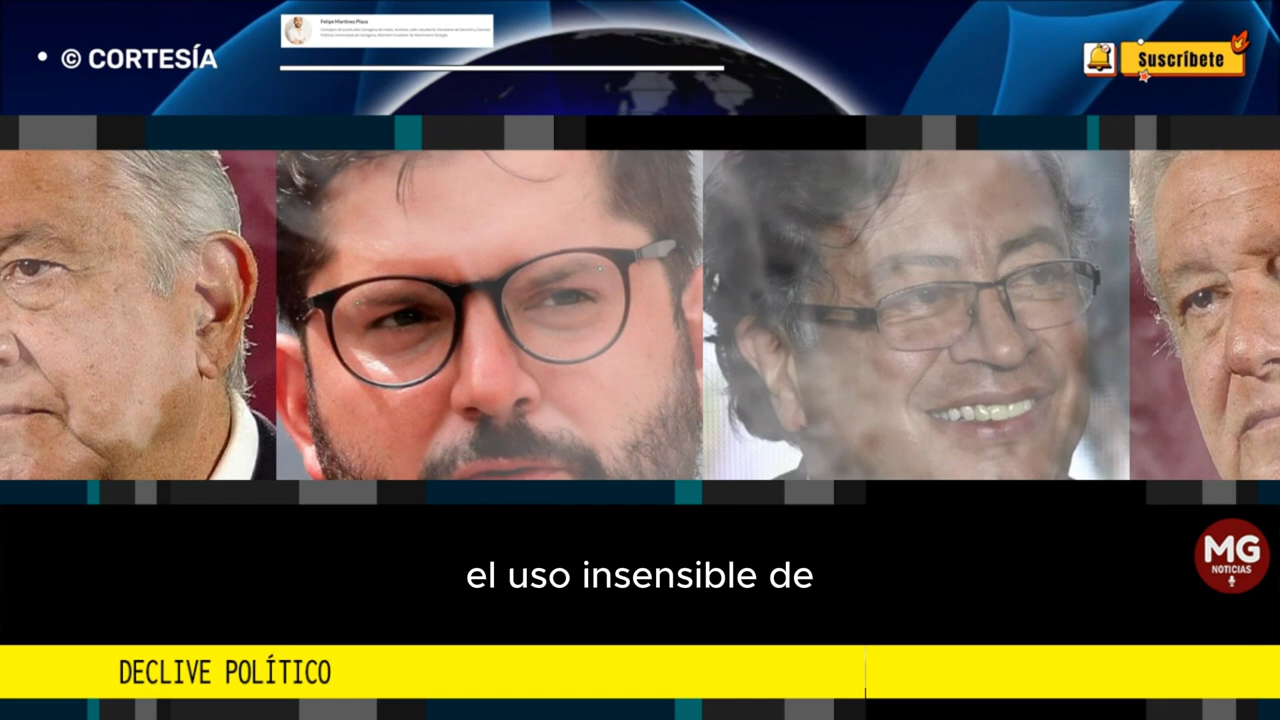 • © CORTESÍA
Felipe Martínez Plaza
Suscríbete
el uso insensible de
MG
NOTICIAS
DECLIVE POLÍTICO